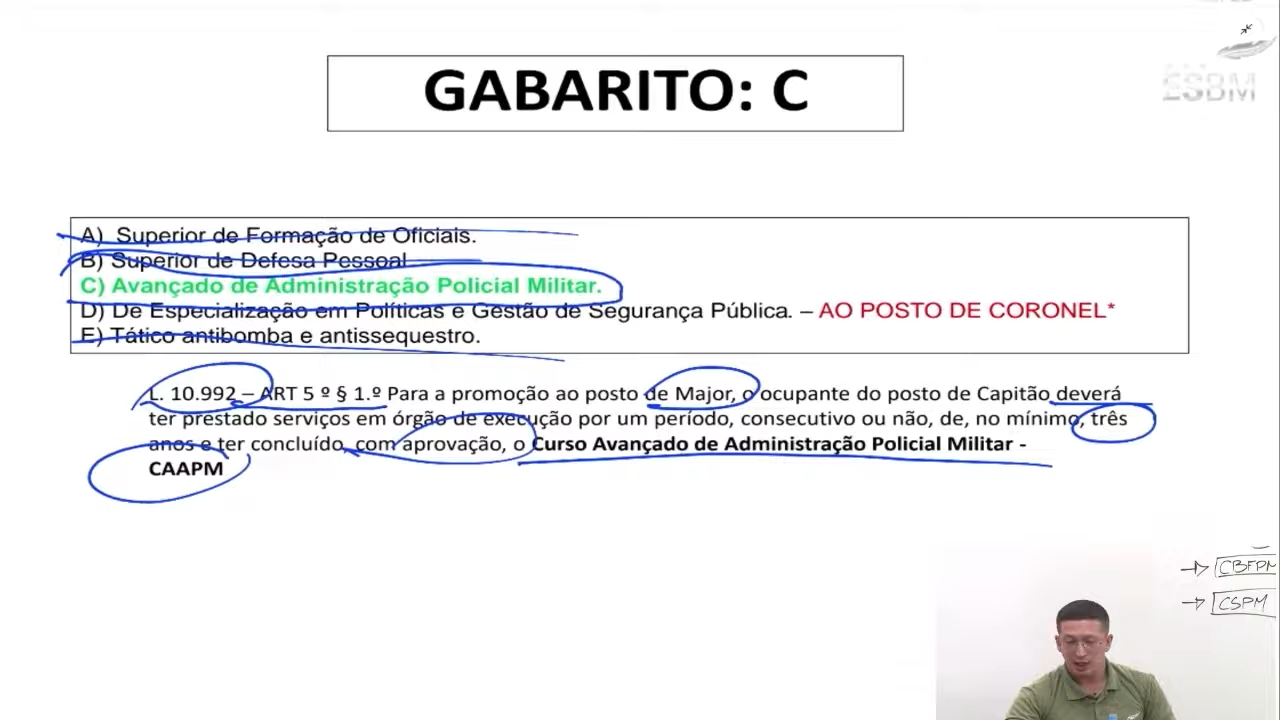 ESBM
GABARITO: C
A) Superior de Formação de Oficiais.
B) Superior de Defesa Pessoal
C) Avançado de Administração Policial Militar.
D) De Especialização em Políticas e Gestão de Segurança Pública. – AO POSTO DE CORONEL*
E) Tático antibomba e antissequestro.
L. 10.992 – ART 5 º § 1.º Para a promoção ao posto de Major, o ocupante do posto de Capitão deverá
ter prestado serviços em órgão de execução por um período, consecutivo ou não, de, no mínimo, três
anos e ter concluído, com aprovação, o Curso Avançado de Administração Policial Militar -
CAAPM
→ CBFPM
→ CSPM